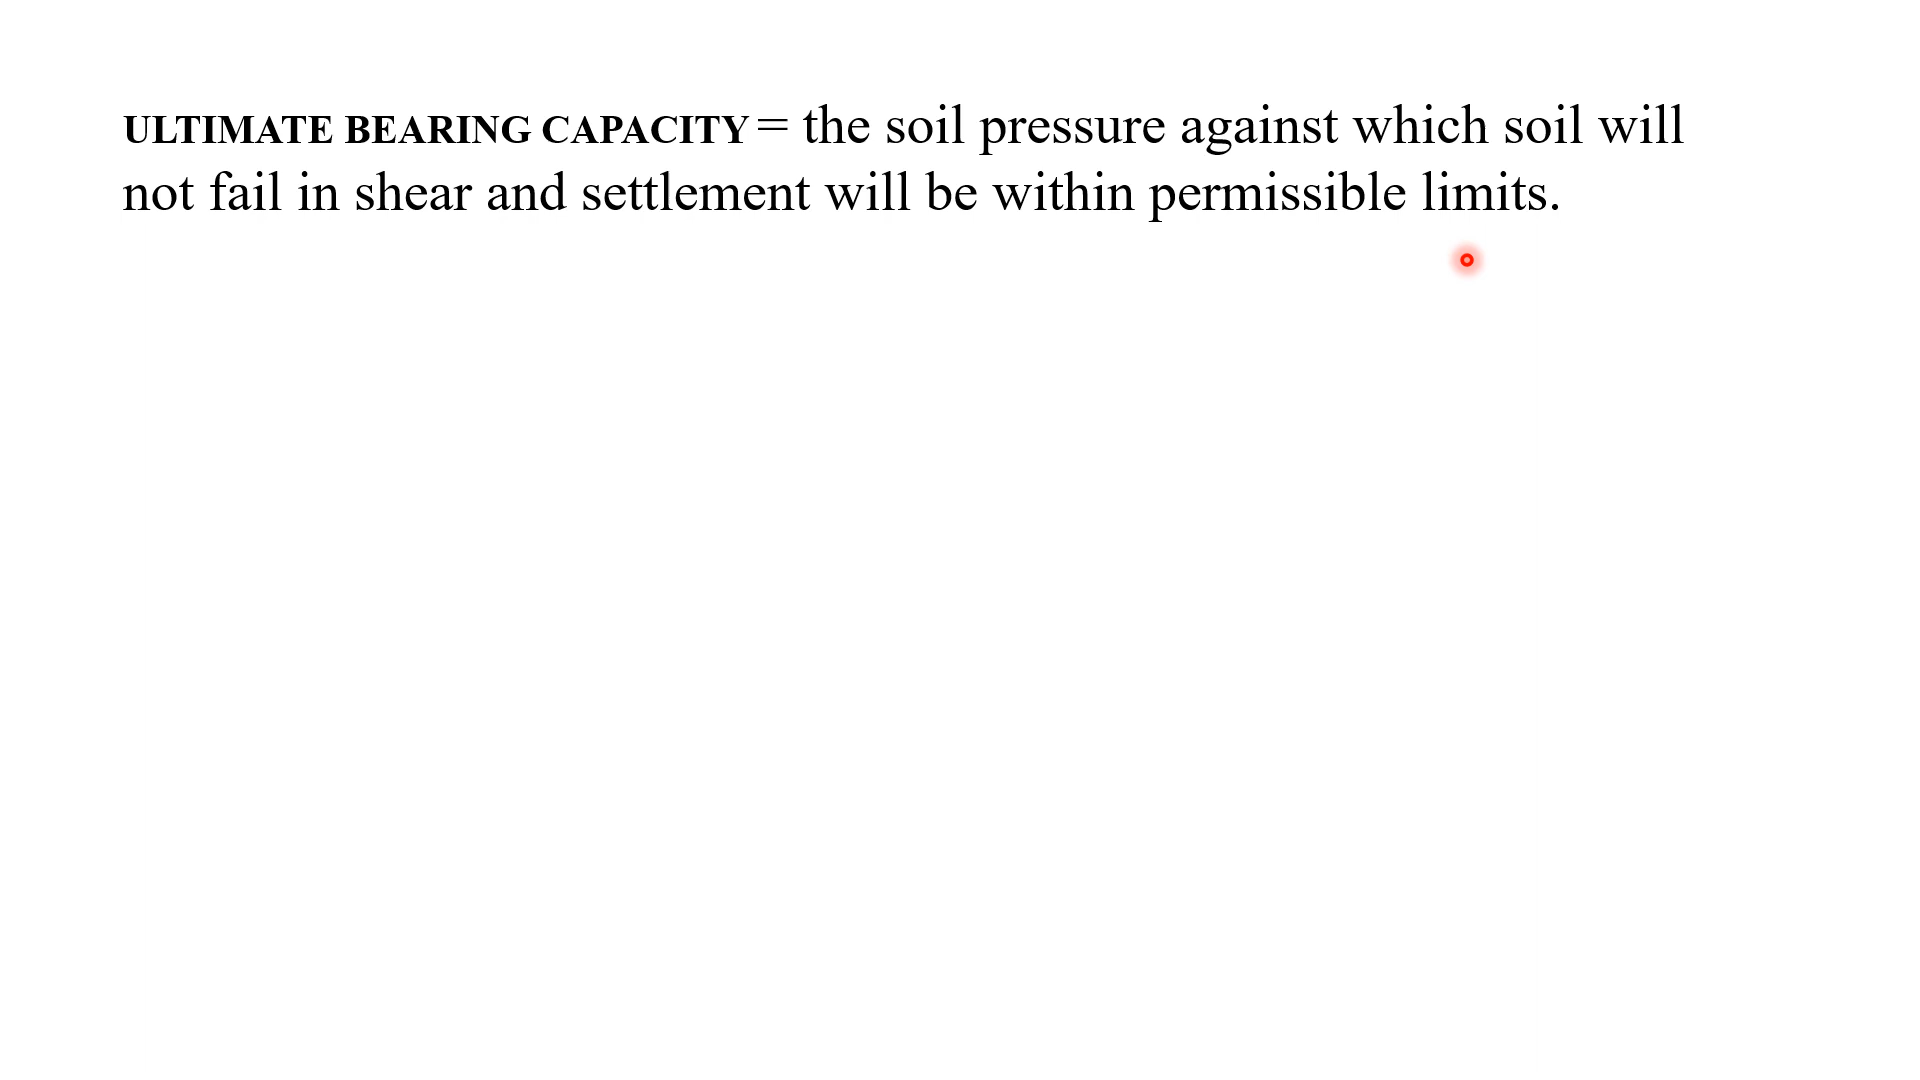 ULTIMATE BEARING CAPACITY = the soil pressure against which soil will
not fail in shear and settlement will be within permissible limits.